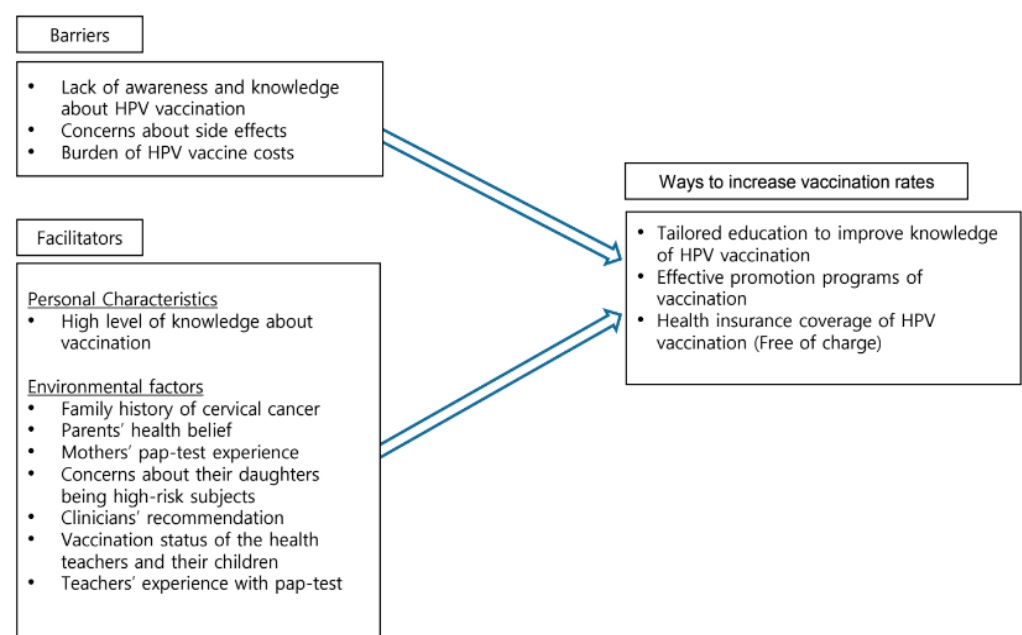 Barriers
• Lack of awareness and knowledge
about HPV vaccination
• Concerns about side effects
• Burden of HPV vaccine costs
Facilitators
Personal Characteristics
• High level of knowledge about
vaccination
Environmental factors
• Family history of cervical cancer
• Parents’ health belief
• Mothers’ pap-test experience
• Concerns about their daughters
being high-risk subjects
• Clinicians’ recommendation
• Vaccination status of the health
teachers and their children
• Teachers’ experience with pap-test
Ways to increase vaccination rates
• Tailored education to improve knowledge
of HPV vaccination
• Effective promotion programs of
vaccination
• Health insurance coverage of HPV
vaccination (Free of charge)